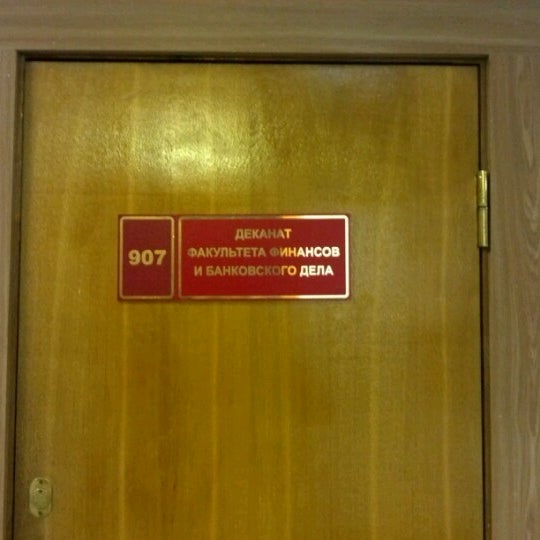 907
ДЕКАНАТ
ФАКУЛЬТЕТА ФИНАНСОВ
И БАНКОВСКОГО ДЕЛА